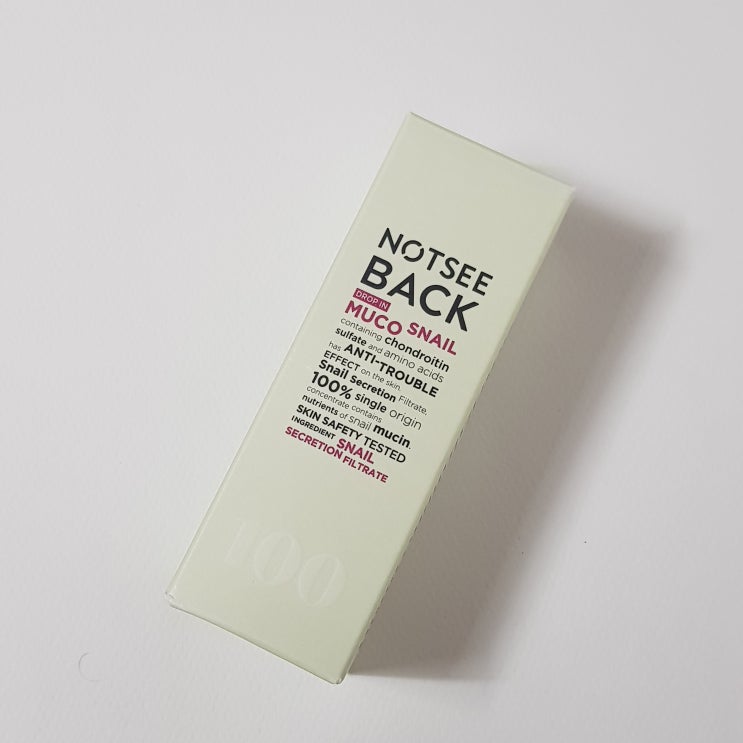 NOTSEE
BACK
DROP IN
MUCO SNAIL
containing chondroitin
sulfate and amino acids
has ANTI-TROUBLE
EFFECT on the skin.
Snail Secretion Filtrate,
100% single origin
concentrate contains
nutrients of snail mucin.
SKIN SAFETY TESTED
INGREDIENT SNAIL
SECRETION FILTRATE
100